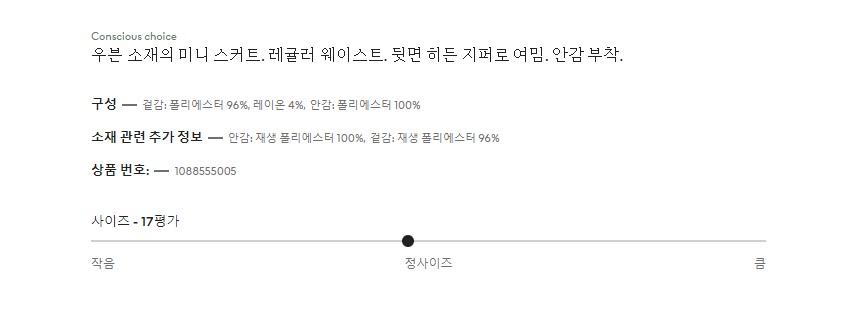 Conscious choice
우븐 소재의 미니 스커트. 레귤러 웨이스트. 뒷면 히든 지퍼로 여밈. 안감 부착.
구성 — 겉감: 폴리에스터 96%, 레이온 4%, 안감: 폴리에스터 100%
소재 관련 추가 정보 — 안감: 재생 폴리에스터 100%, 겉감: 재생 폴리에스터 96%
상품 번호: — 1088555005
사이즈 - 17평가
작음 정사이즈 큼